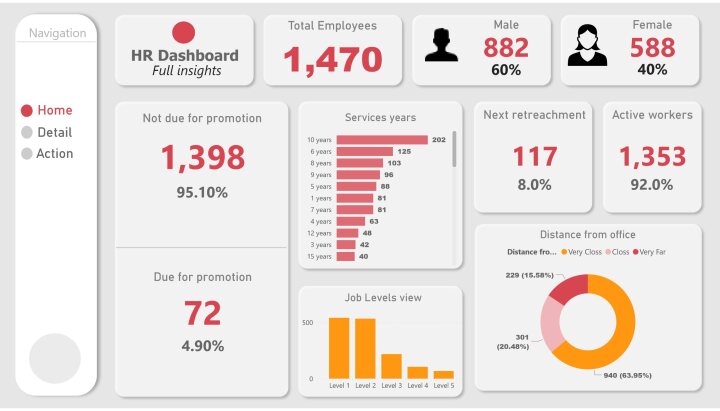 Navigation
Home
Detail
Action
HR Dashboard
Full insights
Total Employees
1,470
Male
882
60%
Female
588
40%
Not due for promotion
1,398
95.10%
Due for promotion
72
4.90%
Services years
10 years 202
6 years 125
8 years 103
9 years 96
5 years 88
1 years 81
7 years 81
4 years 63
12 years 48
3 years 42
15 years 40
Job Levels view
500
0
Level 1 Level 2 Level 3 Level 4 Level 5
Next retreachment
117
8.0%
Active workers
1,353
92.0%
Distance from office
Distance fro... Very Closs Closs Very Far
229 (15.58%)
301
(20.48%)
940 (63.95%)